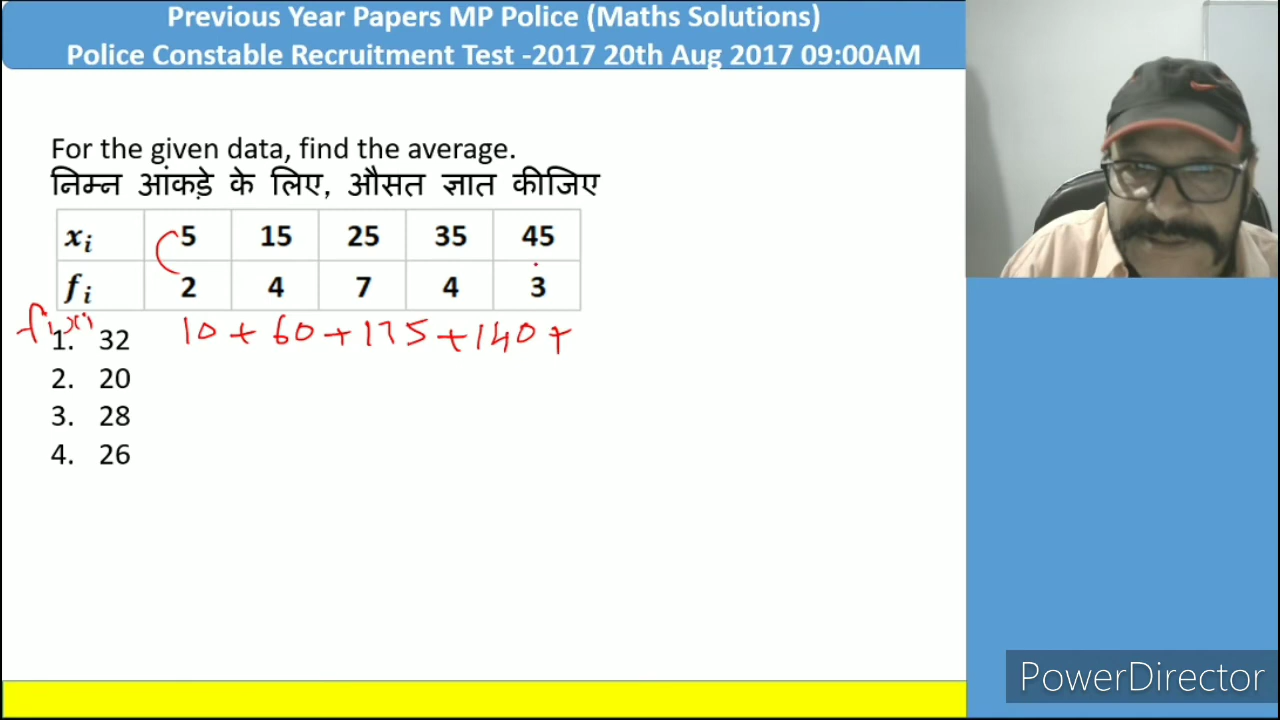 Previous Year Papers MP Police (Maths Solutions)
Police Constable Recruitment Test -2017 20th Aug 2017 09:00AM
For the given data, find the average.
निम्न आंकड़े के लिए, औसत ज्ञात कीजिए
xᵢ 5 15 25 35 45
fᵢ 2 4 7 4 3
fᵢxᵢ 10 + 60 + 175 + 140 +
1. 32
2. 20
3. 28
4. 26
PowerDirector